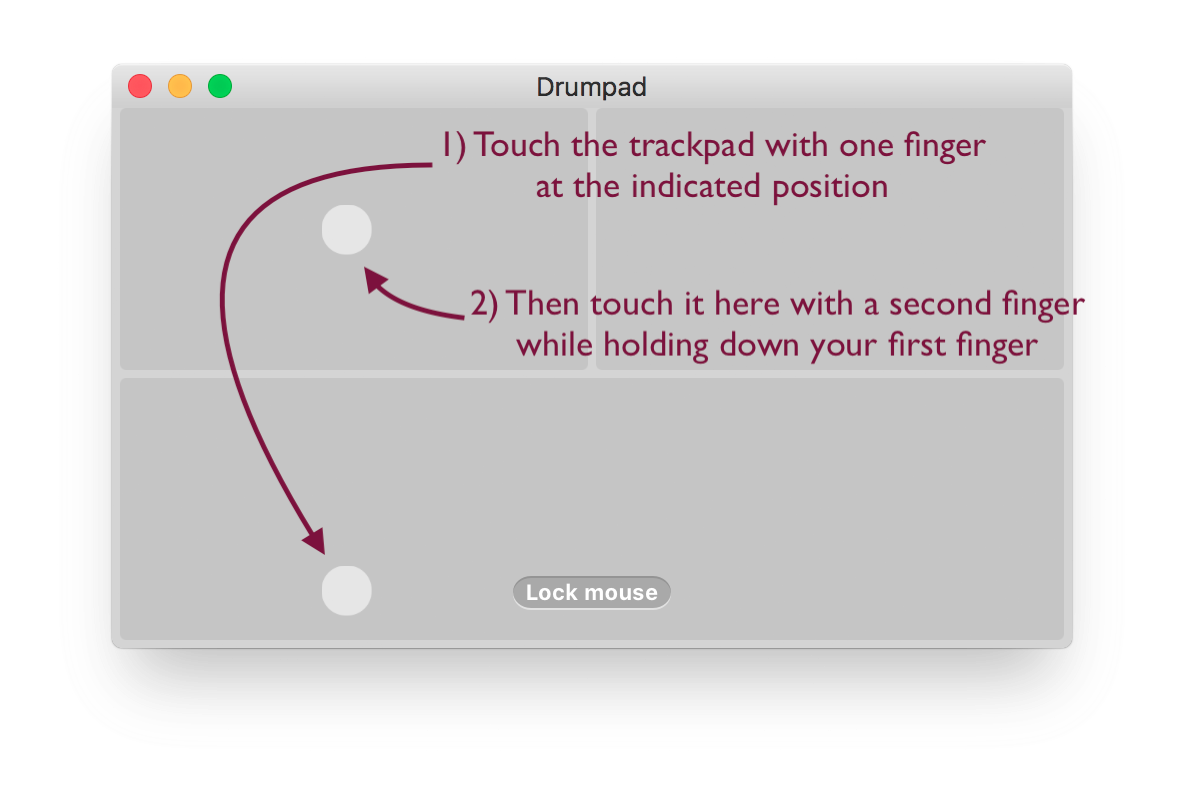 Drumpad
1) Touch the trackpad with one finger
at the indicated position
2) Then touch it here with a second finger
while holding down your first finger
Lock mouse